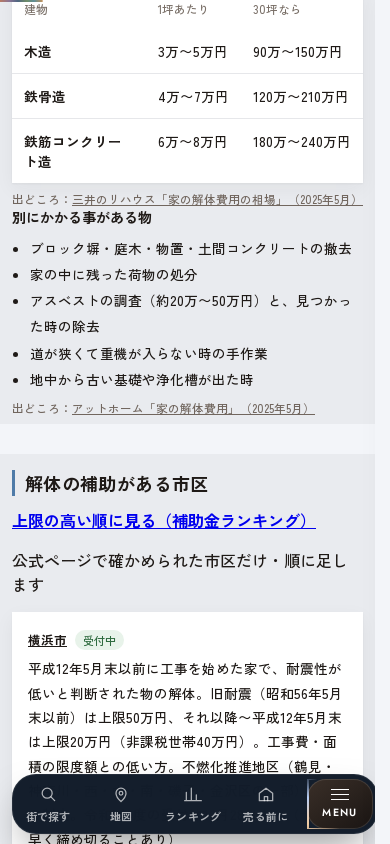 建物 1坪あたり 30坪なら
木造 3万〜5万円 90万〜150万円
鉄骨造 4万〜7万円 120万〜210万円
鉄筋コンクリー 6万〜8万円 180万〜240万円
ト造
出どころ：三井のリハウス「家の解体費用の相場」（2025年5月）
別にかかる事がある物
ブロック塀・庭木・物置・土間コンクリートの撤去
家の中に残った荷物の処分
アスベストの調査（約20万〜50万円）と、見つかっ
た時の除去
道が狭くて重機が入らない時の手作業
地中から古い基礎や浄化槽が出た時
出どころ：アットホーム「家の解体費用」（2025年5月）
解体の補助がある市区
上限の高い順に見る（補助金ランキング）
公式ページで確かめられた市区だけ・順に足し
ます
横浜市 受付中
平成12年5月末以前に工事を始めた家で、耐震性が
低いと判断された物の解体。旧耐震（昭和56年5月
末以前）は上限50万円、それ以降〜平成12年5月末
は上限20万円（非課税世帯40万円）。工事費・面
積の限度額との低い方。不燃化推進地区（鶴見・
街で探す 地図 ランキング 売る前に MENU
早く締め切ることあり）